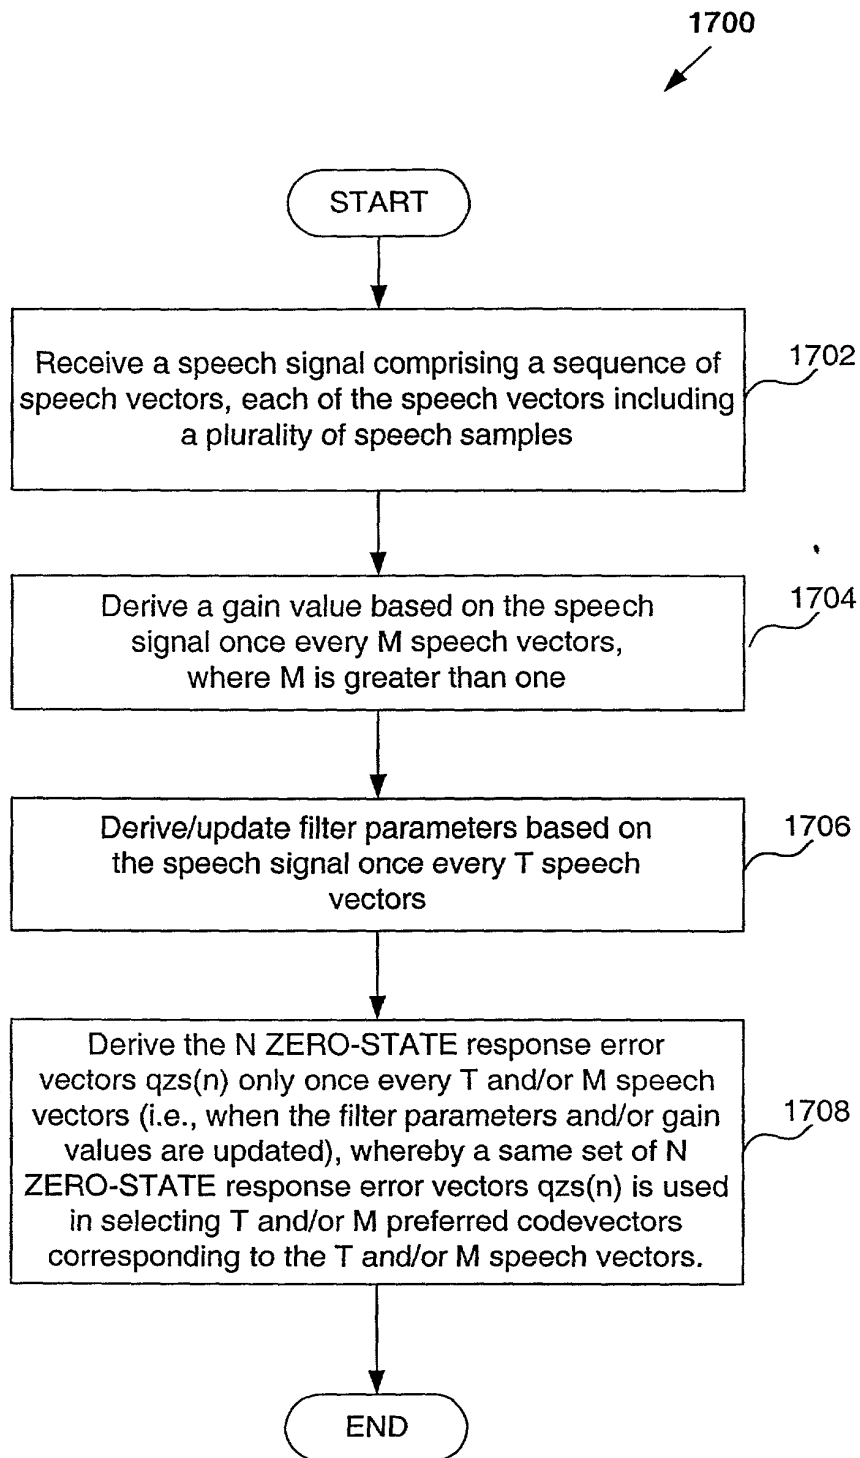 1700
START
Receive a speech signal comprising a sequence of
speech vectors, each of the speech vectors including
a plurality of speech samples
1702
Derive a gain value based on the speech
signal once every M speech vectors,
where M is greater than one
1704
Derive/update filter parameters based on
the speech signal once every T speech
vectors
1706
Derive the N ZERO-STATE response error
vectors qzs(n) only once every T and/or M speech
vectors (i.e., when the filter parameters and/or gain
values are updated), whereby a same set of N
ZERO-STATE response error vectors qzs(n) is used
in selecting T and/or M preferred codevectors
corresponding to the T and/or M speech vectors.
1708
END